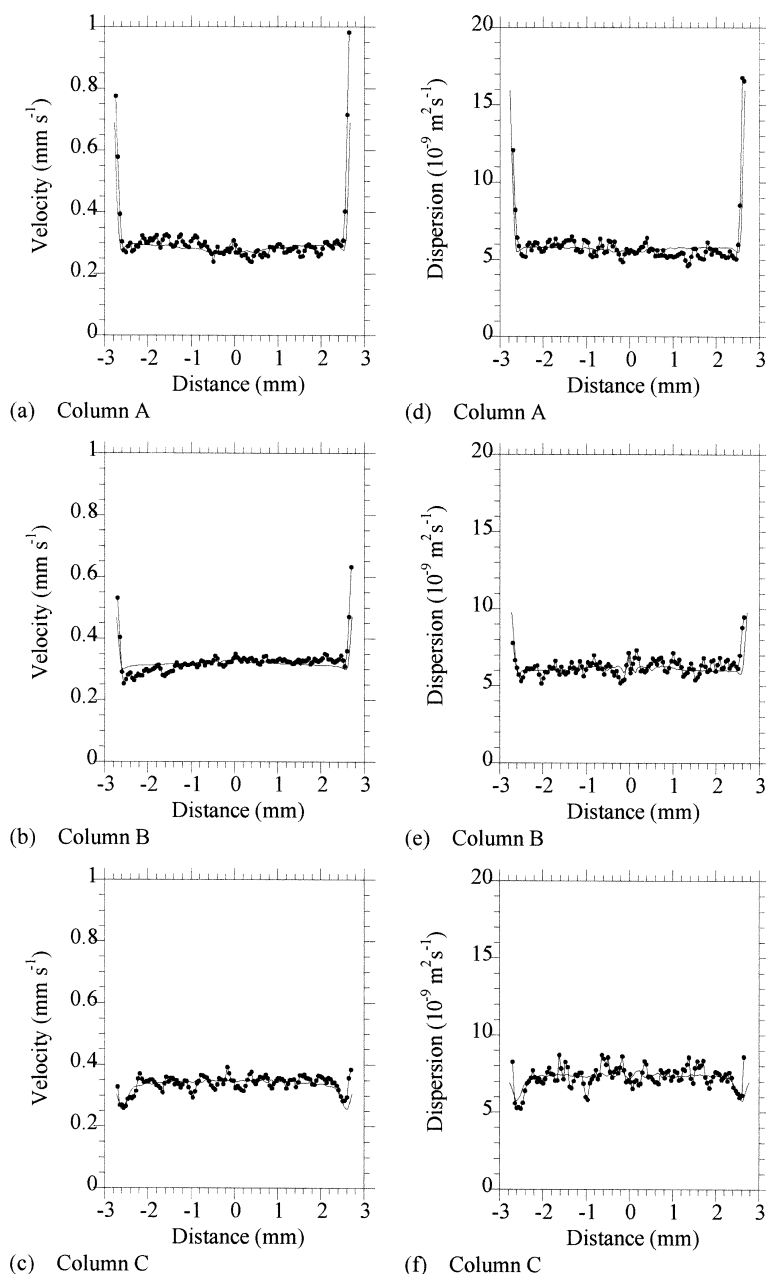 1
0.8
0.6
0.4
0.2
0
Velocity (mm s⁻¹)
-3 -2 -1 0 1 2 3
Distance (mm)
(a) Column A
20
15
10
5
0
Dispersion (10⁻⁹ m²s⁻¹)
-3 -2 -1 0 1 2 3
Distance (mm)
(d) Column A
1
0.8
0.6
0.4
0.2
0
Velocity (mm s⁻¹)
-3 -2 -1 0 1 2 3
Distance (mm)
(b) Column B
20
15
10
5
0
Dispersion (10⁻⁹ m²s⁻¹)
-3 -2 -1 0 1 2 3
Distance (mm)
(e) Column B
1
0.8
0.6
0.4
0.2
0
Velocity (mm s⁻¹)
-3 -2 -1 0 1 2 3
Distance (mm)
(c) Column C
20
15
10
5
0
Dispersion (10⁻⁹ m²s⁻¹)
-3 -2 -1 0 1 2 3
Distance (mm)
(f) Column C